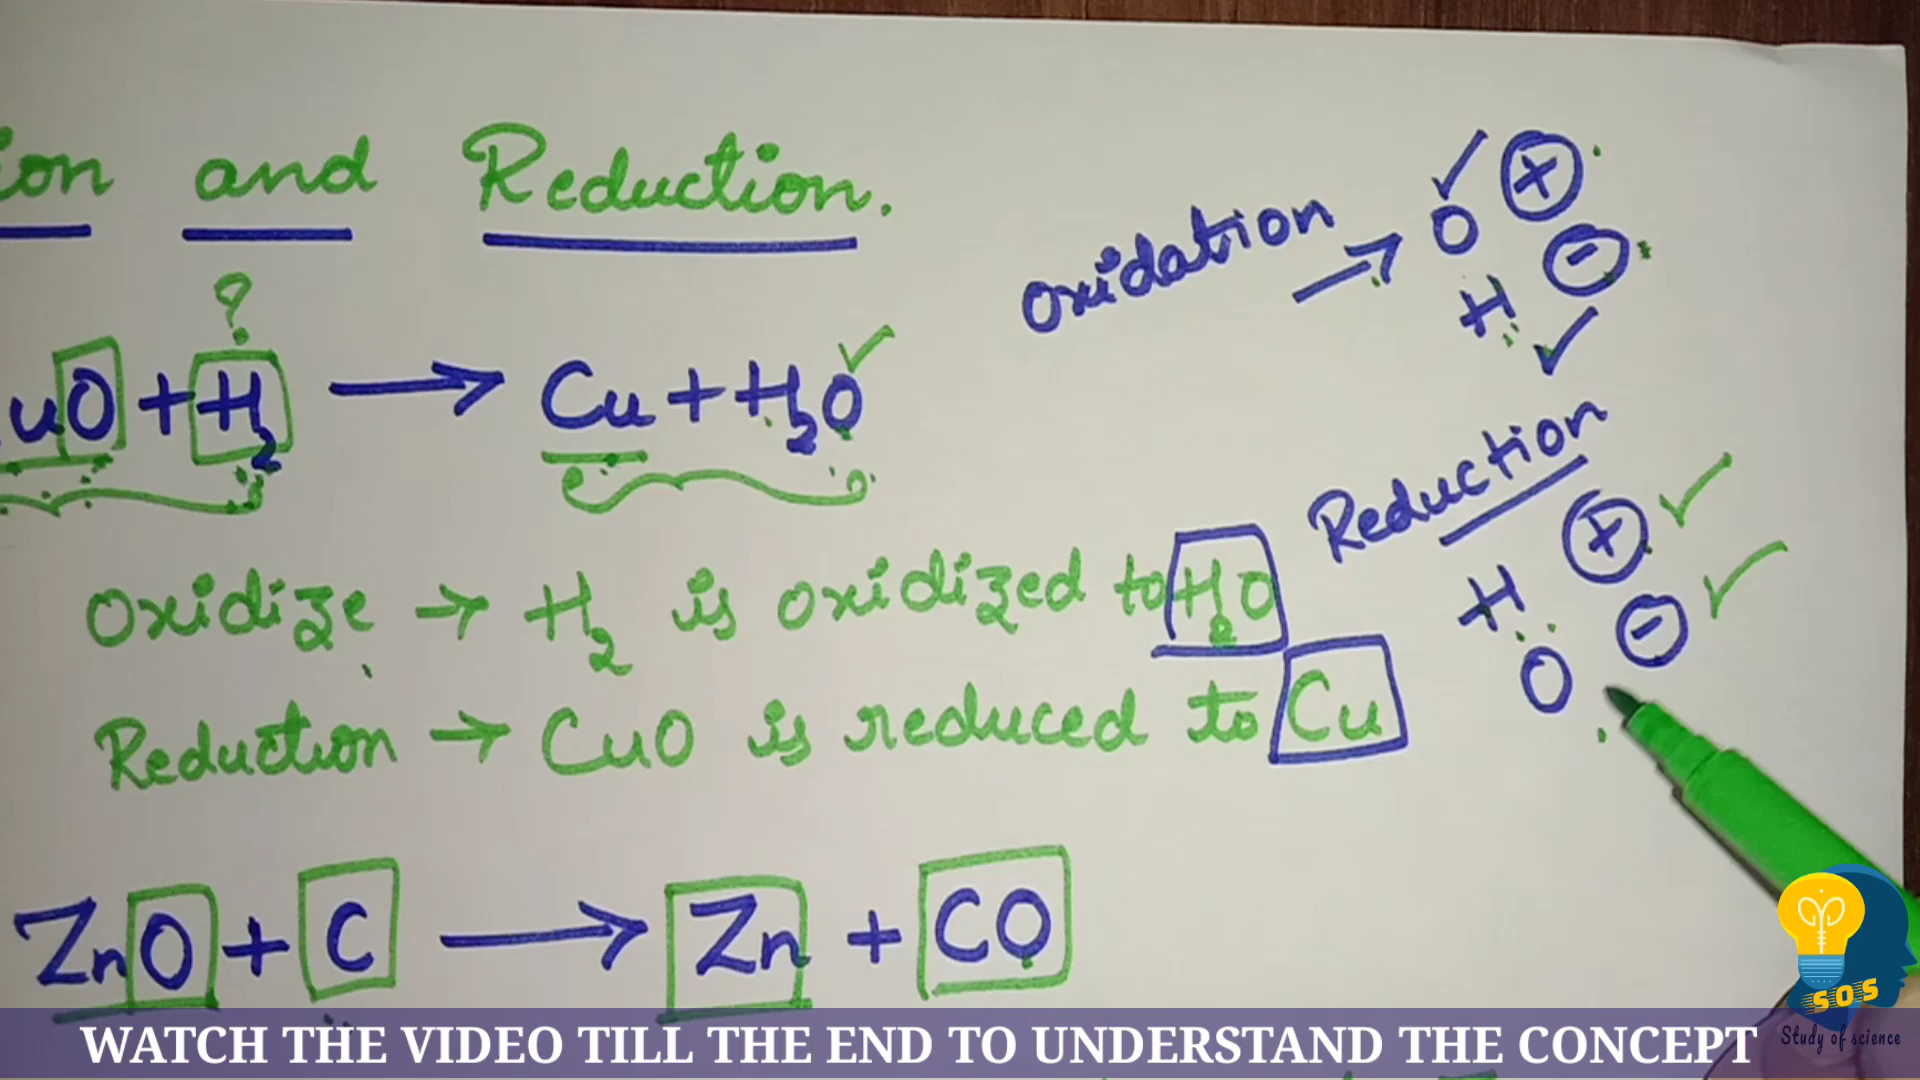 ion and Reduction.
Oxidation → O ⊕
H ⊖
?
uO + H₂ → Cu + H₂O
Reduction
H ⊕
O ⊖
Oxidize → H₂ is oxidized to H₂O
Reduction → CuO is reduced to Cu
ZnO + C → Zn + CO
SOS
Study of science
WATCH THE VIDEO TILL THE END TO UNDERSTAND THE CONCEPT